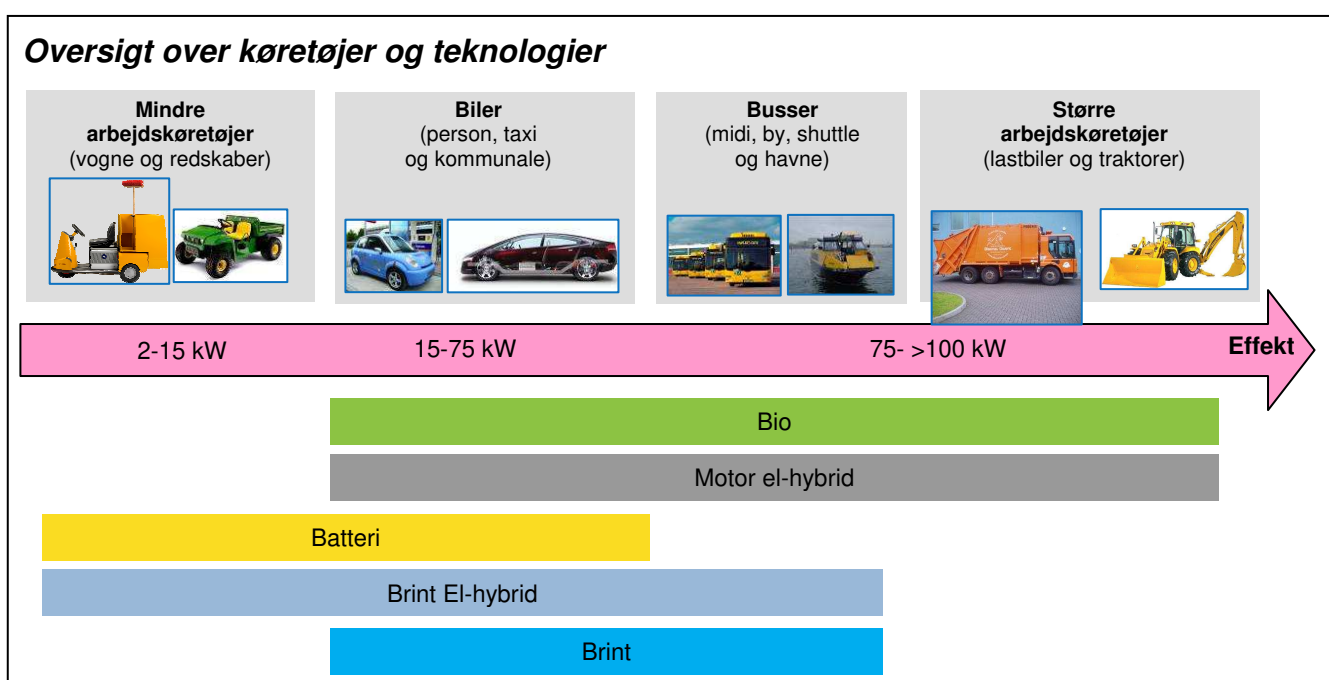 Oversigt over køretøjer og teknologier
Mindre
arbejdskøretøjer
(vogne og redskaber)
Biler
(person, taxi
og kommunale)
Busser
(midi, by, shuttle
og havne)
Større
arbejdskøretøjer
(lastbiler og traktorer)
2-15 kW
15-75 kW
75- >100 kW
Effekt
Bio
Motor el-hybrid
Batteri
Brint El-hybrid
Brint